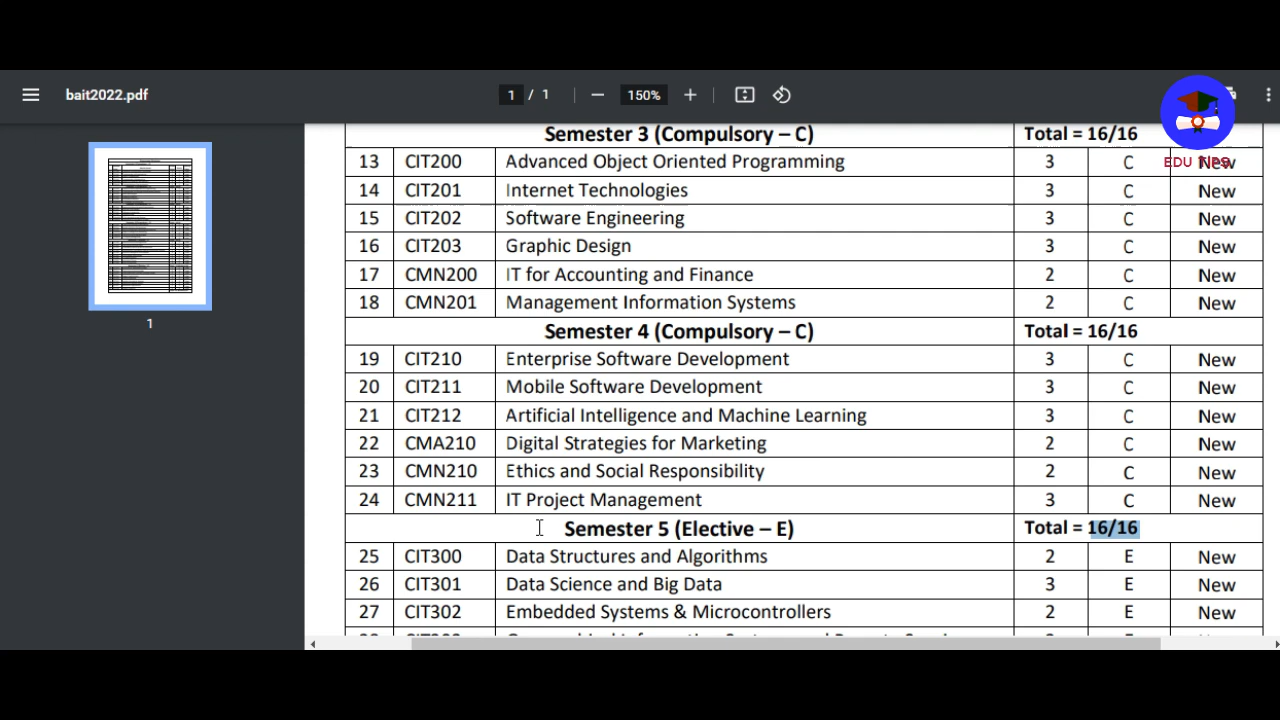 bait2022.pdf
1 / 1
150%
EDU TIPS
Semester 3 (Compulsory – C) Total = 16/16
13 CIT200 Advanced Object Oriented Programming 3 C New
14 CIT201 Internet Technologies 3 C New
15 CIT202 Software Engineering 3 C New
16 CIT203 Graphic Design 3 C New
17 CMN200 IT for Accounting and Finance 2 C New
18 CMN201 Management Information Systems 2 C New
Semester 4 (Compulsory – C) Total = 16/16
19 CIT210 Enterprise Software Development 3 C New
20 CIT211 Mobile Software Development 3 C New
21 CIT212 Artificial Intelligence and Machine Learning 3 C New
22 CMA210 Digital Strategies for Marketing 2 C New
23 CMN210 Ethics and Social Responsibility 2 C New
24 CMN211 IT Project Management 3 C New
Semester 5 (Elective – E) Total = 16/16
25 CIT300 Data Structures and Algorithms 2 E New
26 CIT301 Data Science and Big Data 3 E New
27 CIT302 Embedded Systems & Microcontrollers 2 E New
1